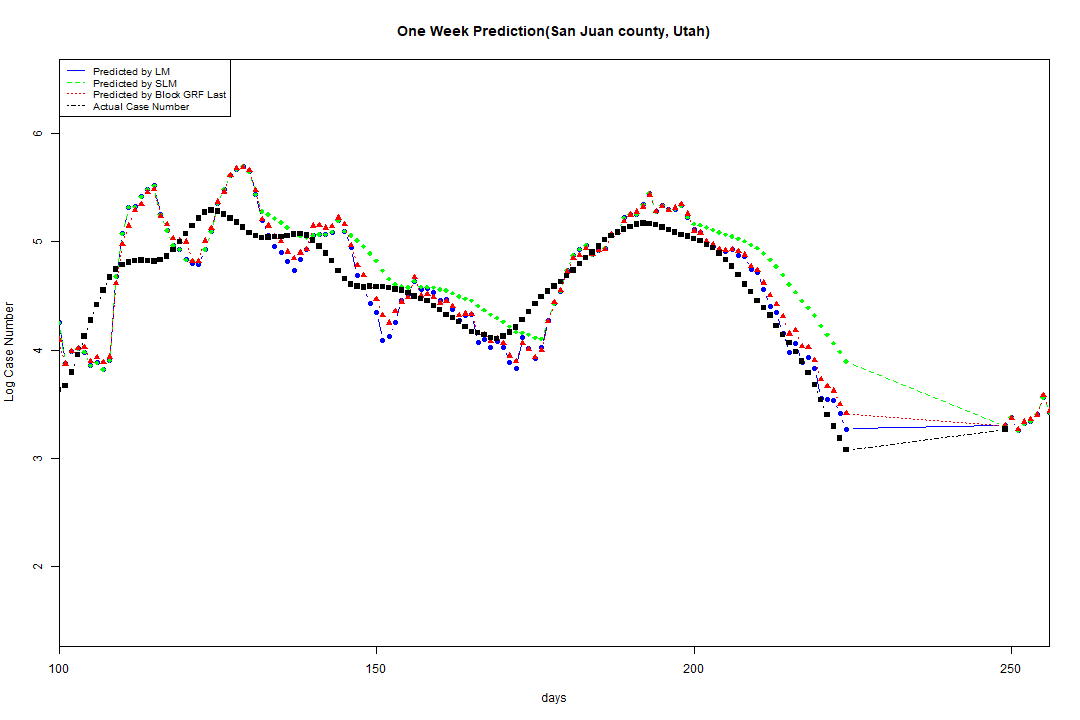 One Week Prediction(San Juan county, Utah)
Predicted by LM
Predicted by SLM
Predicted by Block GRF Last
Actual Case Number
6
5
4
3
2
Log Case Number
100 150 200 250
days